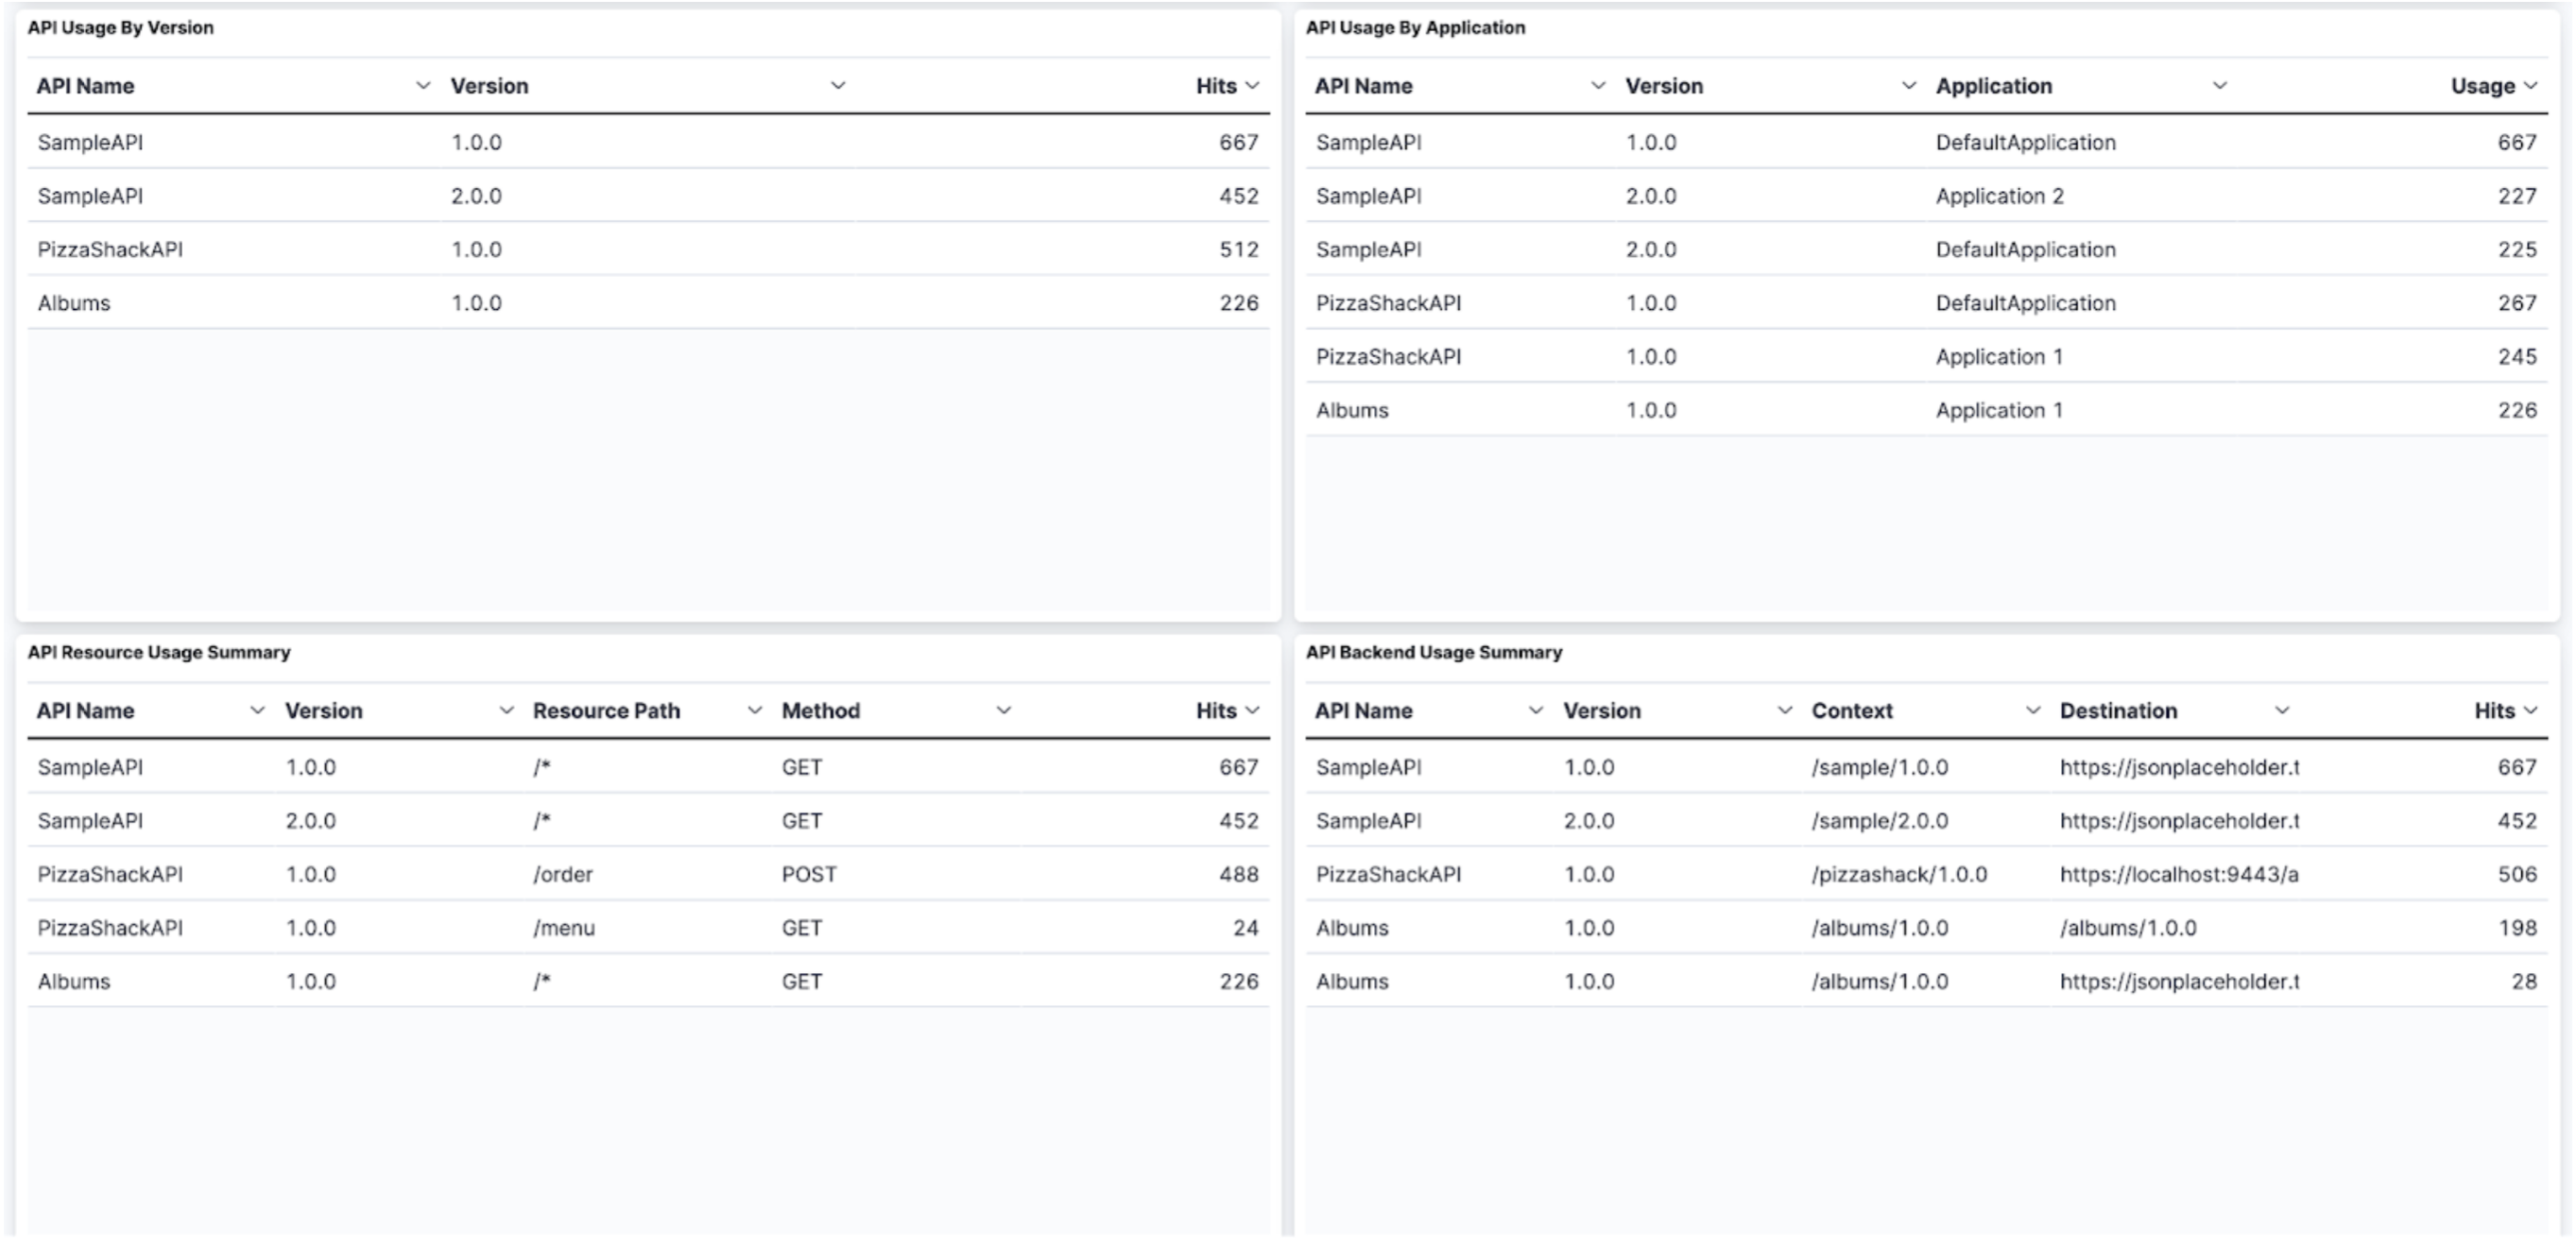 API Usage By Version
API Name Version Hits
SampleAPI 1.0.0 667
SampleAPI 2.0.0 452
PizzaShackAPI 1.0.0 512
Albums 1.0.0 226
API Usage By Application
API Name Version Application Usage
SampleAPI 1.0.0 DefaultApplication 667
SampleAPI 2.0.0 Application 2 227
SampleAPI 2.0.0 DefaultApplication 225
PizzaShackAPI 1.0.0 DefaultApplication 267
PizzaShackAPI 1.0.0 Application 1 245
Albums 1.0.0 Application 1 226
API Resource Usage Summary
API Name Version Resource Path Method Hits
SampleAPI 1.0.0 /* GET 667
SampleAPI 2.0.0 /* GET 452
PizzaShackAPI 1.0.0 /order POST 488
PizzaShackAPI 1.0.0 /menu GET 24
Albums 1.0.0 /* GET 226
API Backend Usage Summary
API Name Version Context Destination Hits
SampleAPI 1.0.0 /sample/1.0.0 https://jsonplaceholder.t 667
SampleAPI 2.0.0 /sample/2.0.0 https://jsonplaceholder.t 452
PizzaShackAPI 1.0.0 /pizzashack/1.0.0 https://localhost:9443/a 506
Albums 1.0.0 /albums/1.0.0 /albums/1.0.0 198
Albums 1.0.0 /albums/1.0.0 https://jsonplaceholder.t 28